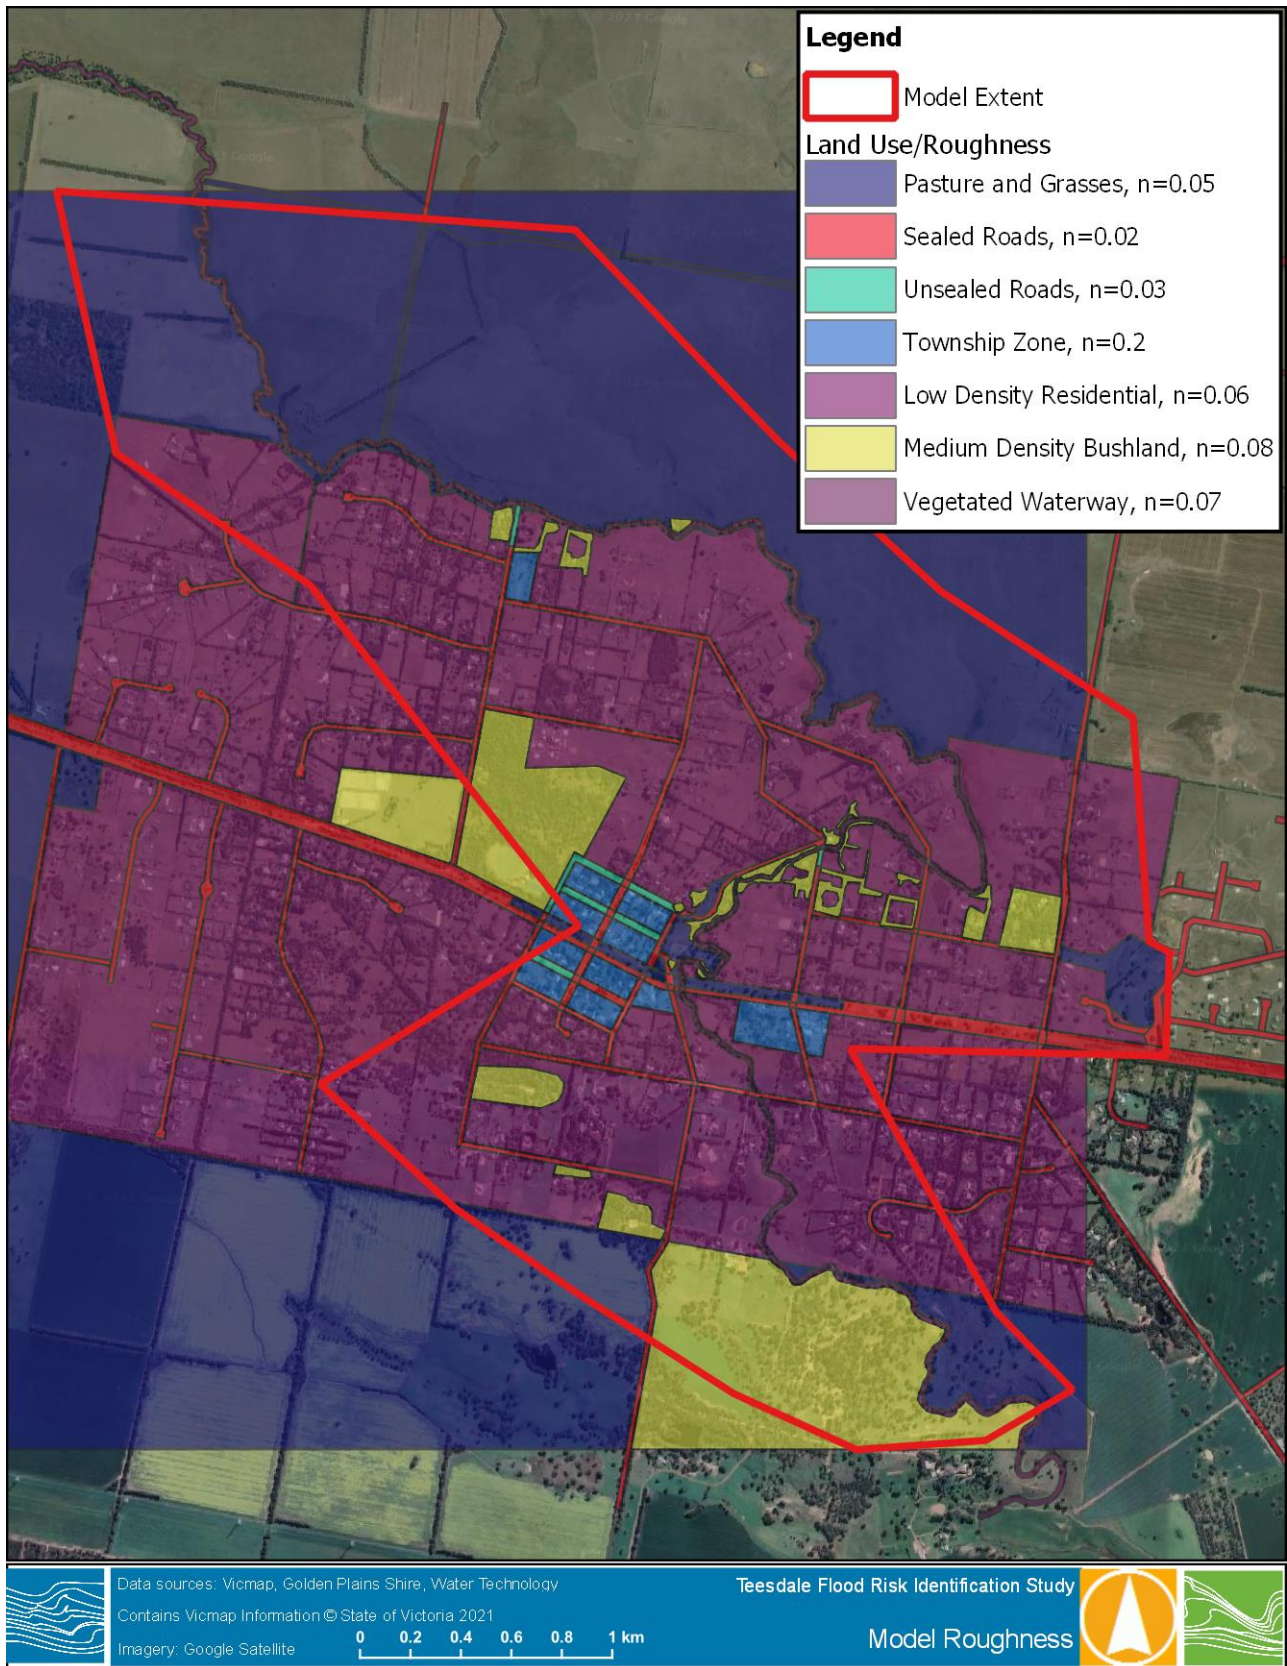 Legend
Model Extent
Land Use/Roughness
Pasture and Grasses, n=0.05
Sealed Roads, n=0.02
Unsealed Roads, n=0.03
Township Zone, n=0.2
Low Density Residential, n=0.06
Medium Density Bushland, n=0.08
Vegetated Waterway, n=0.07
Data sources: Vicmap, Golden Plains Shire, Water Technology
Contains Vicmap Information © State of Victoria 2021
Imagery: Google Satellite
0 0.2 0.4 0.6 0.8 1 km
Teesdale Flood Risk Identification Study
Model Roughness